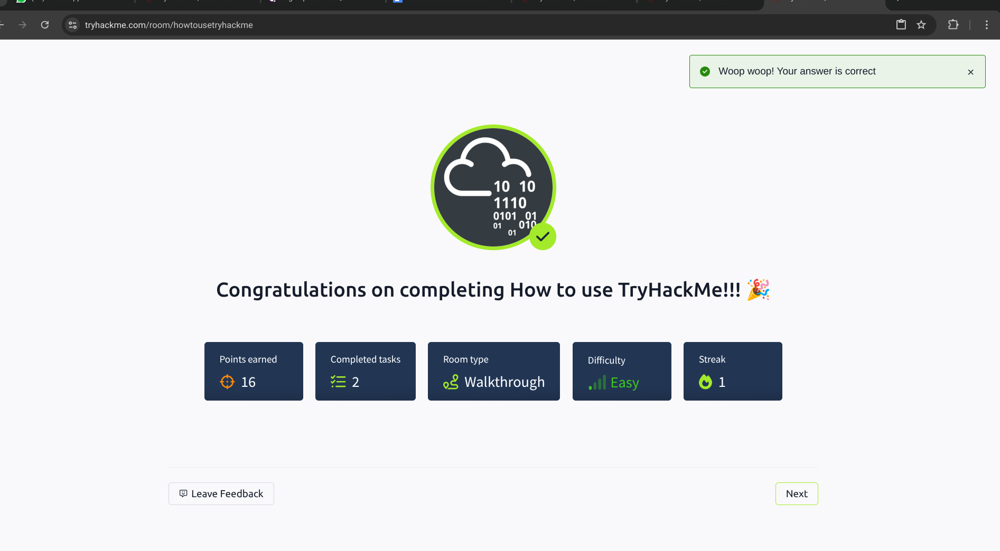 tryhackme.com/room/howtousetryhackme
Woop woop! Your answer is correct
10 10
1110
0101 01
01 010
01
Congratulations on completing How to use TryHackMe!!! 🎉
Points earned
16
Completed tasks
2
Room type
Walkthrough
Difficulty
Easy
Streak
1
Leave Feedback
Next